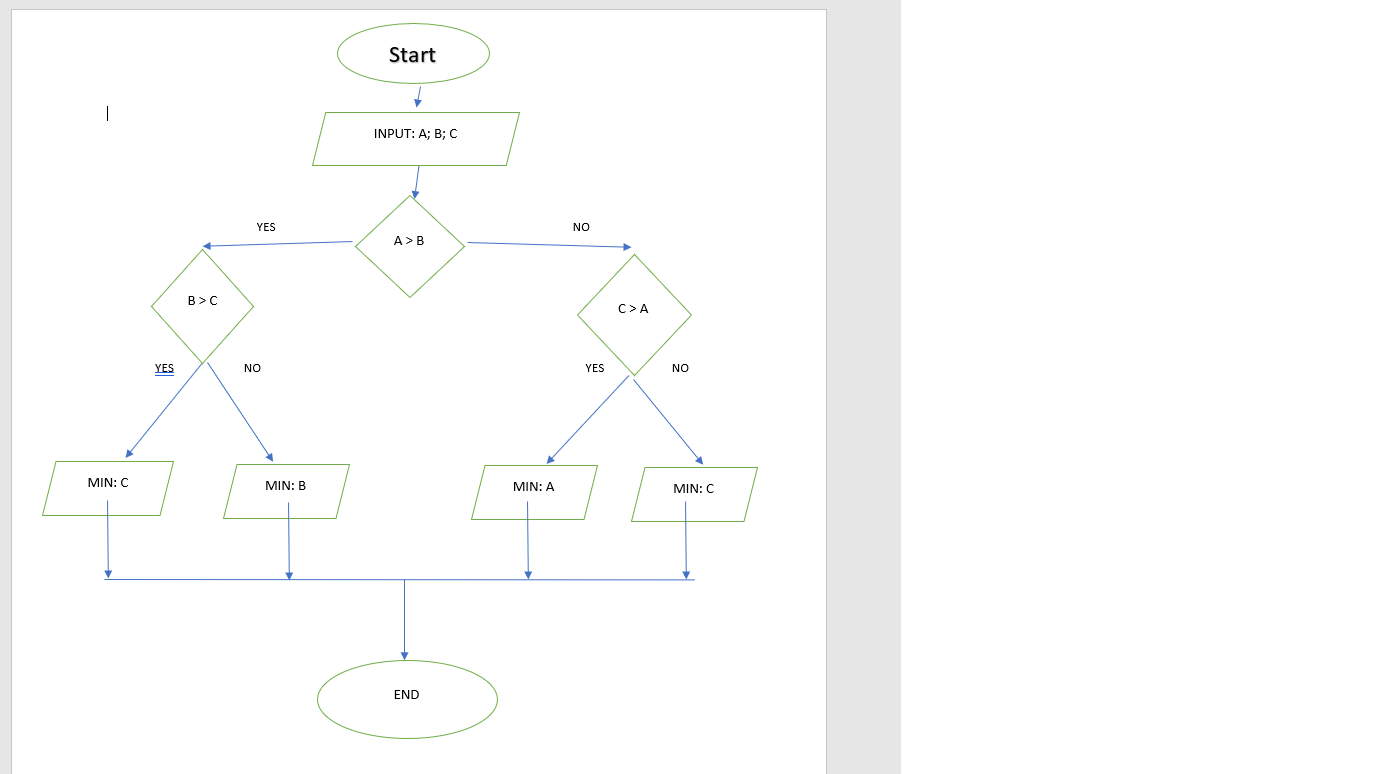 Start
INPUT: A; B; C
YES
NO
A > B
B > C
C > A
YES
NO
YES
NO
MIN: C
MIN: B
MIN: A
MIN: C
END